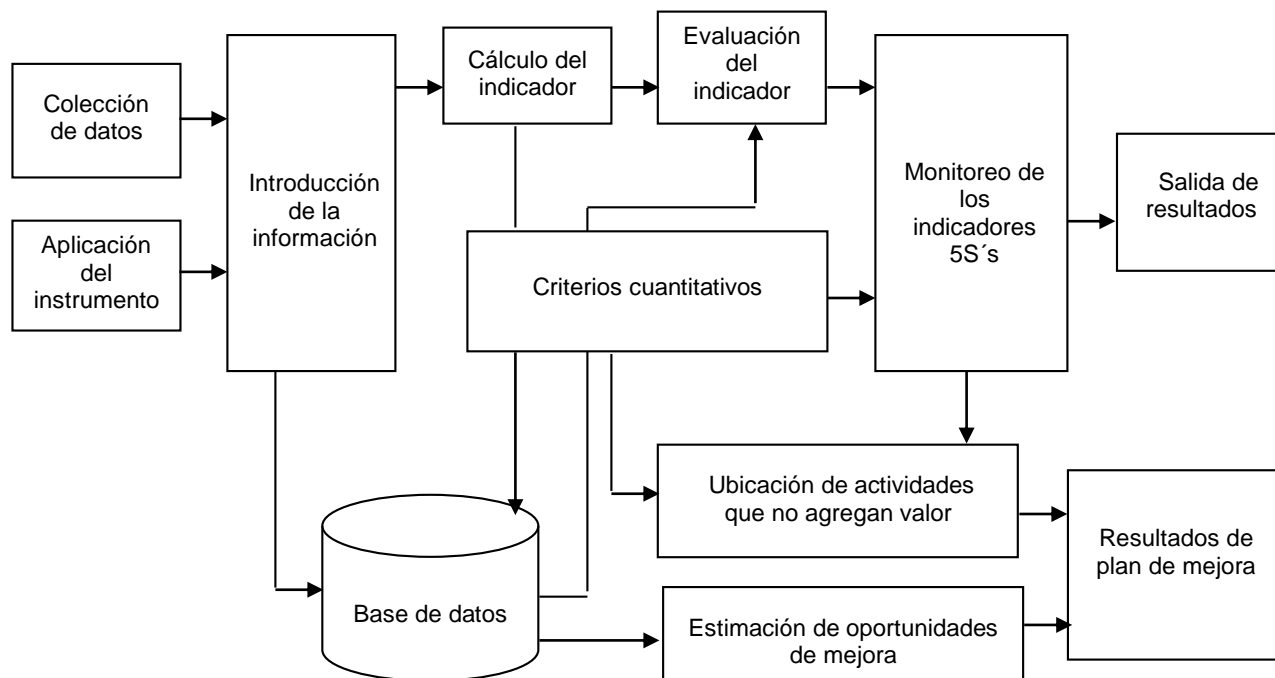 Colección
de datos
Aplicación
del
instrumento
Introducción
de la
información
Cálculo del
indicador
Evaluación
del
indicador
Criterios cuantitativos
Monitoreo de
los
indicadores
5S´s
Salida de
resultados
Base de datos
Ubicación de actividades
que no agregan valor
Estimación de oportunidades
de mejora
Resultados de
plan de mejora